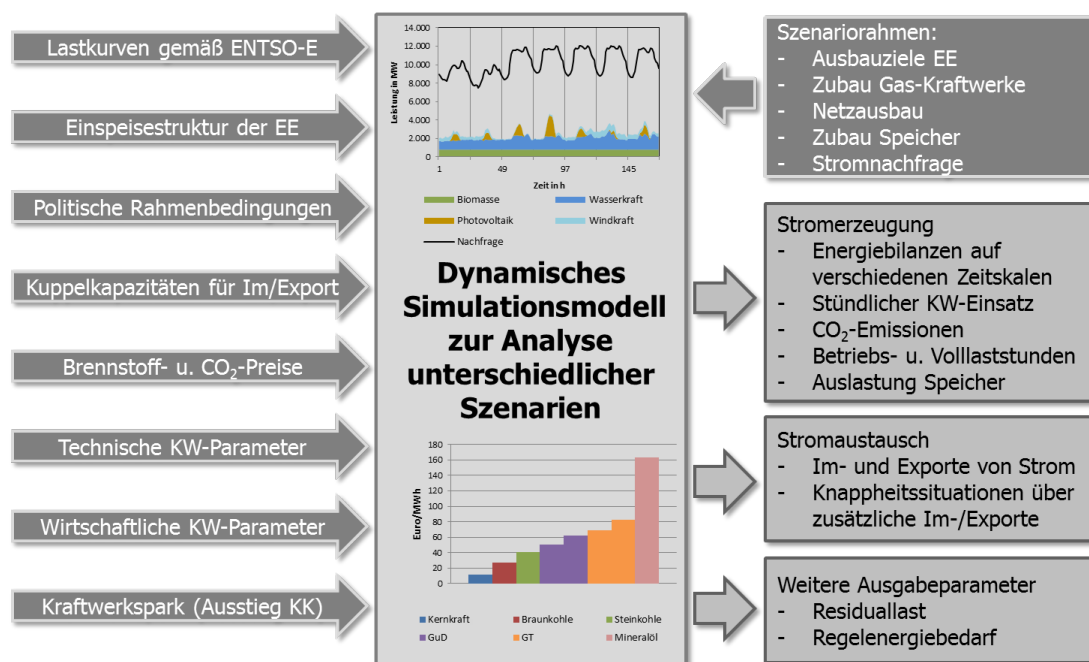 Lastkurven gemäß ENTSO-E
Einspeisestruktur der EE
Politische Rahmenbedingungen
Kuppelkapazitäten für Im/Export
Brennstoff- u. CO₂-Preise
Technische KW-Parameter
Wirtschaftliche KW-Parameter
Kraftwerkspark (Ausstieg KK)
Leistung in MW
14.000
12.000
10.000
8.000
6.000
4.000
2.000
0
1 49 97 145
Zeit in h
Biomasse Wasserkraft
Photovoltaik Windkraft
Nachfrage
Dynamisches
Simulationsmodell
zur Analyse
unterschiedlicher
Szenarien
Euro/MWh
180
160
140
120
100
80
60
40
20
0
Kernkraft Braunkohle Steinkohle
GuD GT Mineralöl
Szenariorahmen:
- Ausbauziele EE
- Zubau Gas-Kraftwerke
- Netzausbau
- Zubau Speicher
- Stromnachfrage
Stromerzeugung
- Energiebilanzen auf
verschiedenen Zeitskalen
- Stündlicher KW-Einsatz
- CO₂-Emissionen
- Betriebs- u. Volllaststunden
- Auslastung Speicher
Stromaustausch
- Im- und Exporte von Strom
- Knappheitssituationen über
zusätzliche Im-/Exporte
Weitere Ausgabeparameter
- Residuallast
- Regelenergiebedarf